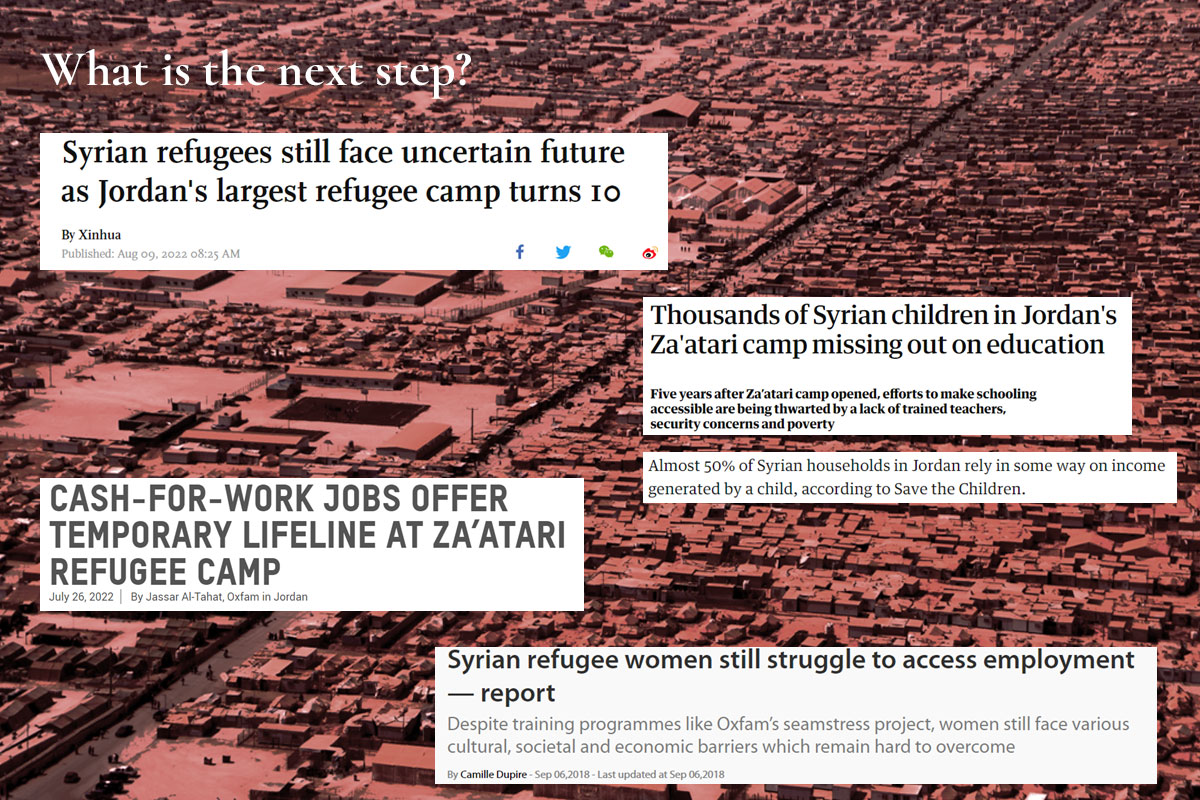 What is the next step?
Syrian refugees still face uncertain future
as Jordan's largest refugee camp turns 10
By Xinhua
Published: Aug 09, 2022 08:25 AM
Thousands of Syrian children in Jordan's
Za'atari camp missing out on education
Five years after Za'atari camp opened, efforts to make schooling
accessible are being thwarted by a lack of trained teachers,
security concerns and poverty
Almost 50% of Syrian households in Jordan rely in some way on income
generated by a child, according to Save the Children.
CASH-FOR-WORK JOBS OFFER
TEMPORARY LIFELINE AT ZA’ATARI
REFUGEE CAMP
July 26, 2022 | By Jassar Al-Tahat, Oxfam in Jordan
Syrian refugee women still struggle to access employment
— report
Despite training programmes like Oxfam’s seamstress project, women still face various
cultural, societal and economic barriers which remain hard to overcome
By Camille Dupire - Sep 06,2018 - Last updated at Sep 06,2018